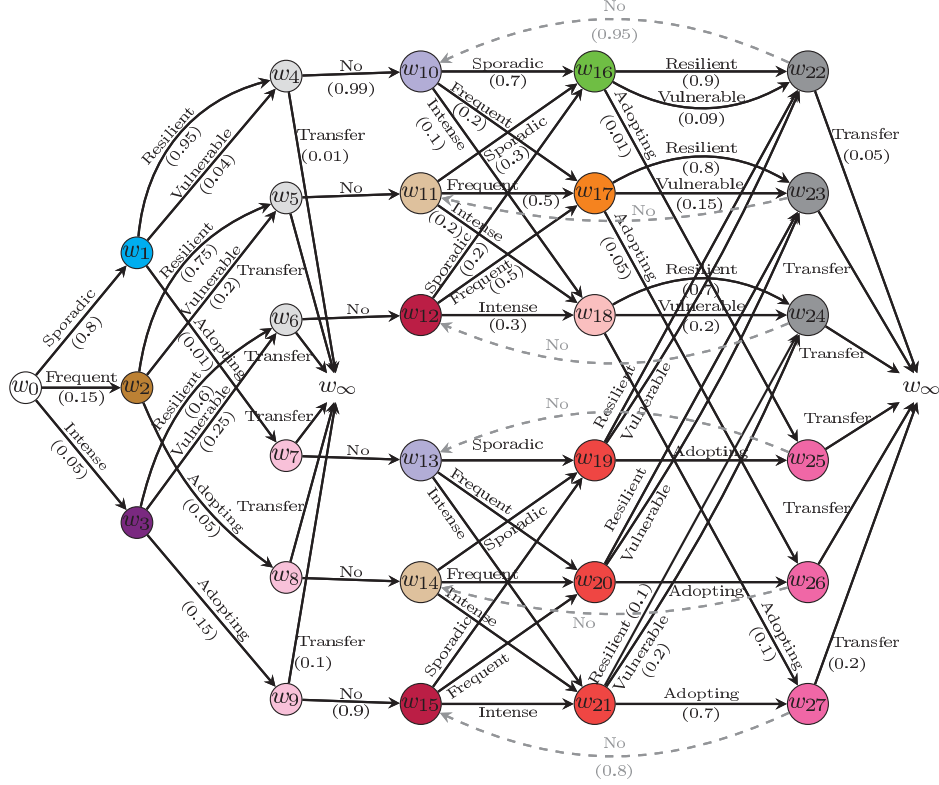 No
(0.95)
w4
No
(0.99)
w10
Sporadic
(0.7)
w16
Resilient
(0.9)
Vulnerable
(0.09)
w22
Resilient
(0.95)
Vulnerable
(0.04)
Transfer
(0.01)
Frequent
(0.2)
Intense
(0.1)
Adopting
(0.01)
Transfer
(0.05)
w5
No
w11
Sporadic
(0.3)
Frequent
(0.5)
Intense
(0.2)
w17
Resilient
(0.8)
Vulnerable
(0.15)
No
w23
w1
Resilient
(0.75)
Vulnerable
(0.2)
Transfer
Adopting
(0.05)
Transfer
Sporadic
(0.8)
w6
No
w12
Sporadic
(0.2)
Frequent
(0.5)
Intense
(0.3)
w18
Resilient
(0.7)
Vulnerable
(0.2)
w24
Adopting
(0.01)
Transfer
No
Transfer
w0
Frequent
(0.15)
w2
Resilient
(0.6)
Vulnerable
(0.25)
w∞
w∞
Intense
(0.05)
Transfer
No
Resilient
Vulnerable
Transfer
w7
No
w13
Sporadic
w19
Adopting
w25
w3
Adopting
(0.05)
Transfer
Frequent
Intense
Sporadic
Resilient
Vulnerable
Transfer
w8
No
w14
Frequent
Intense
w20
Adopting
w26
No
Adopting
(0.15)
Transfer
(0.1)
Sporadic
Frequent
Resilient (0.1)
Vulnerable
(0.2)
Adopting
(0.1)
Transfer
(0.2)
w9
No
(0.9)
w15
Intense
w21
Adopting
(0.7)
w27
No
(0.8)